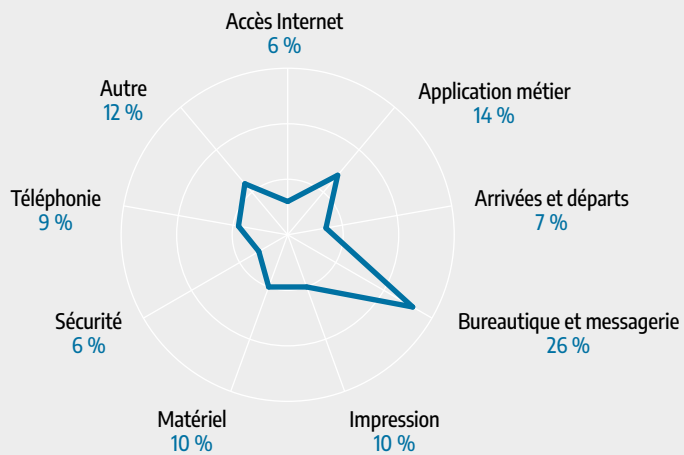 Accès Internet
6 %
Application métier
14 %
Arrivées et départs
7 %
Bureautique et messagerie
26 %
Impression
10 %
Matériel
10 %
Sécurité
6 %
Téléphonie
9 %
Autre
12 %